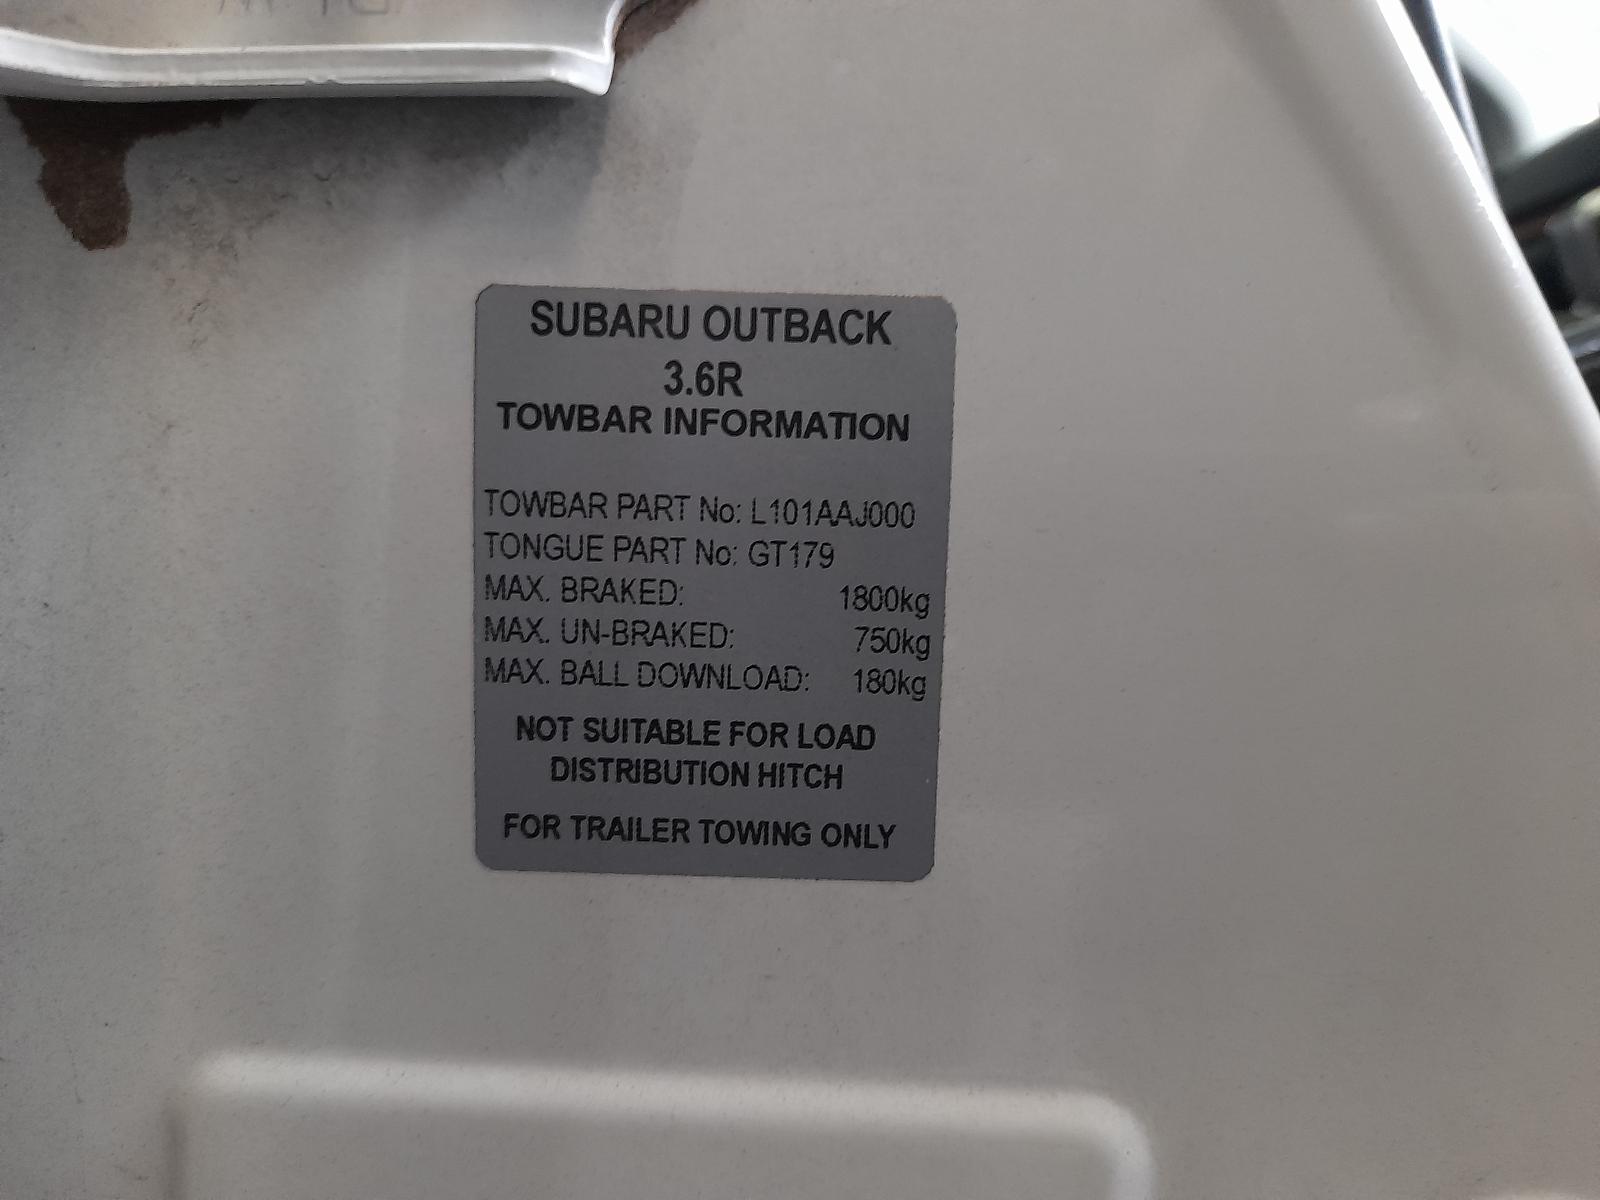 SUBARU OUTBACK
3.6R
TOWBAR INFORMATION
TOWBAR PART No: L101AAJ000
TONGUE PART No: GT179
MAX. BRAKED: 1800kg
MAX. UN-BRAKED: 750kg
MAX. BALL DOWNLOAD: 180kg
NOT SUITABLE FOR LOAD
DISTRIBUTION HITCH
FOR TRAILER TOWING ONLY